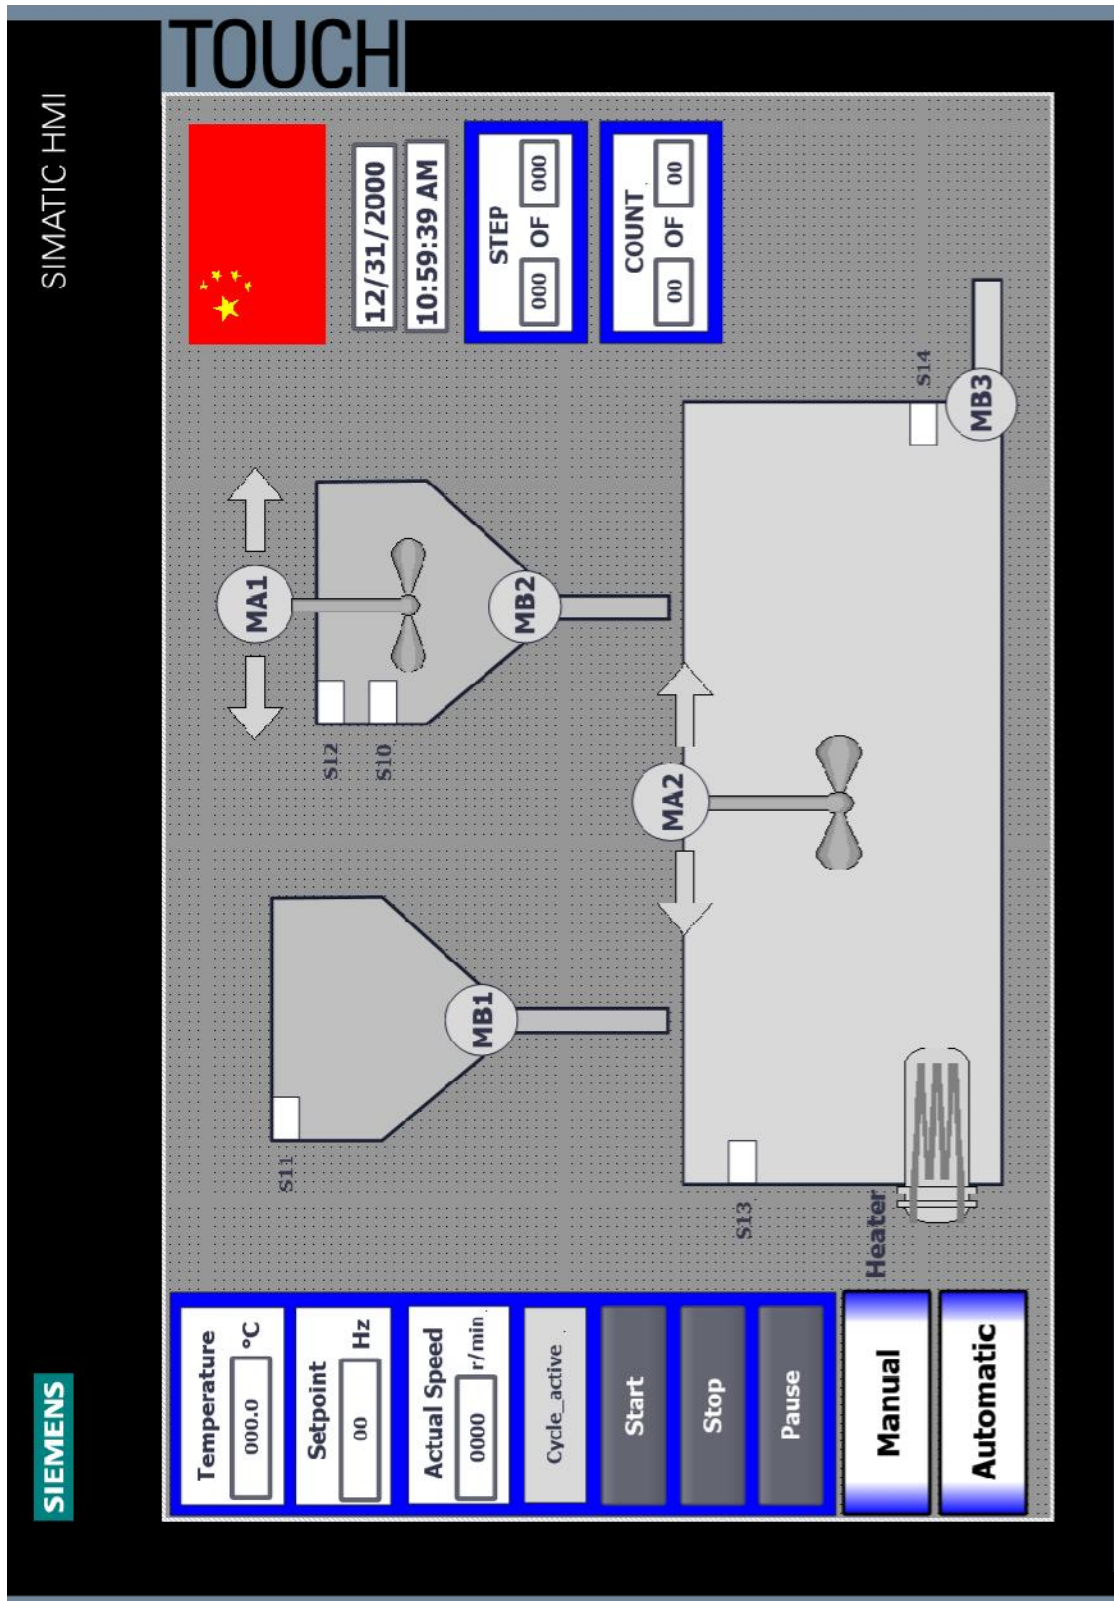 SIEMENS
SIMATIC HMI
TOUCH
Temperature
000.0 °C
Setpoint
00 Hz
Actual Speed
0000 r/min
Cycle_active
Start
Stop
Pause
Manual
Automatic
S11
MB1
MA1
S12
S10
MB2
12/31/2000
10:59:39 AM
STEP
000 OF 000
COUNT
00 OF 00
MA2
S13
Heater
S14
MB3